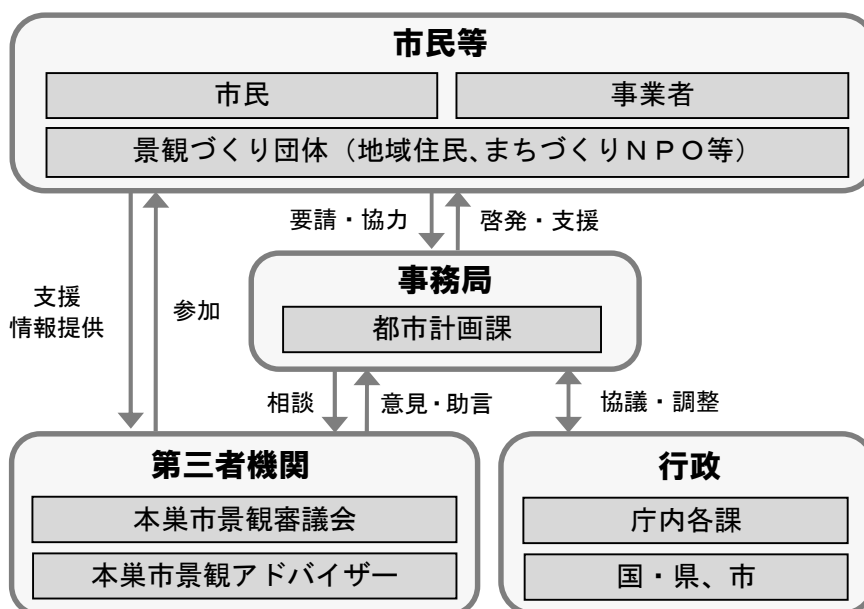 市民等
市民
事業者
景観づくり団体（地域住民、まちづくりＮＰＯ等）
要請・協力
啓発・支援
事務局
都市計画課
支援
情報提供
参加
相談
意見・助言
協議・調整
第三者機関
本巣市景観審議会
本巣市景観アドバイザー
行政
庁内各課
国・県、市